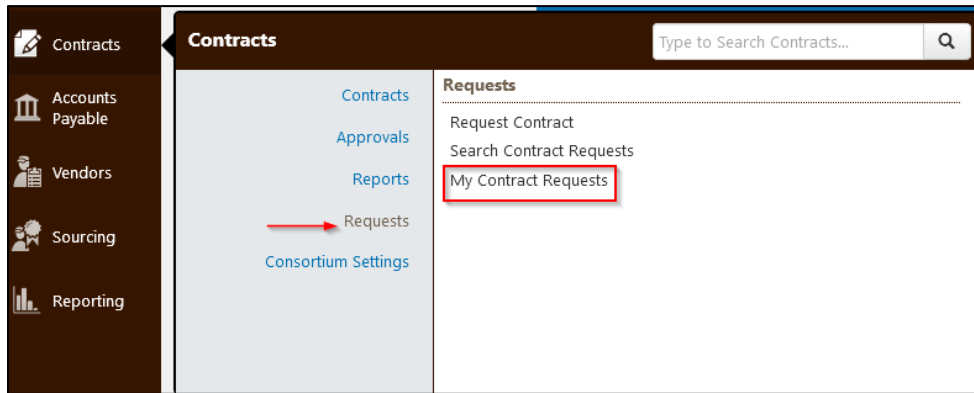 Contracts
Accounts
Payable
Vendors
Sourcing
Reporting
Contracts
Type to Search Contracts...
Contracts
Approvals
Reports
Requests
Consortium Settings
Requests
Request Contract
Search Contract Requests
My Contract Requests